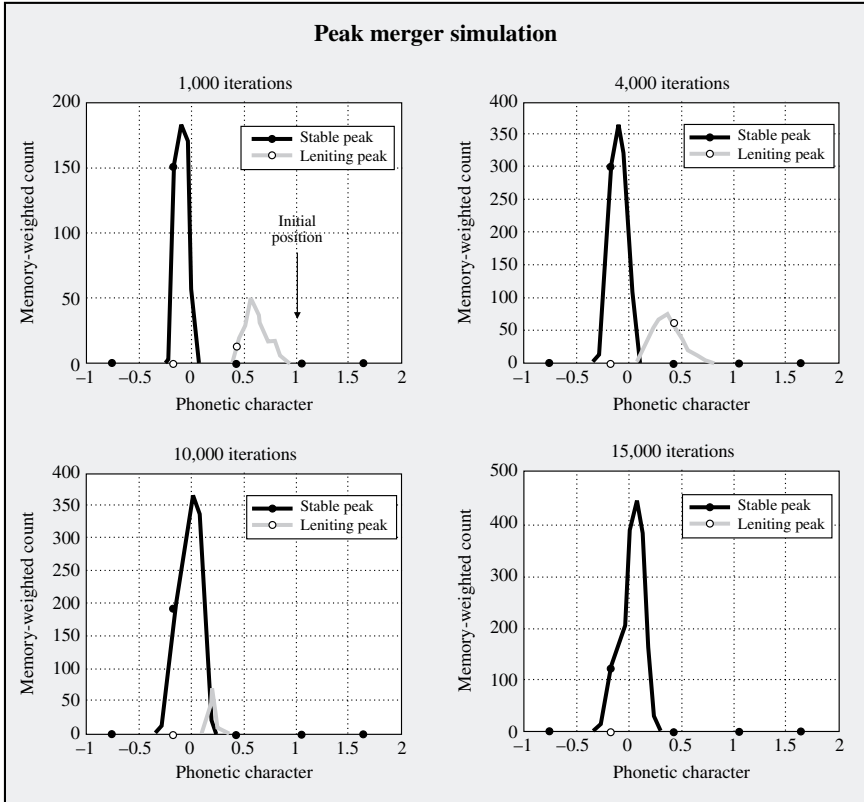 Peak merger simulation
1,000 iterations
200
150
100
50
0
−1 −0.5 0 0.5 1 1.5 2
Memory-weighted count
Phonetic character
Stable peak
Leniting peak
Initial
position
4,000 iterations
400
350
300
250
200
150
100
50
0
−1 −0.5 0 0.5 1 1.5 2
Memory-weighted count
Phonetic character
Stable peak
Leniting peak
10,000 iterations
400
350
300
250
200
150
100
50
0
−1 −0.5 0 0.5 1 1.5 2
Memory-weighted count
Phonetic character
Stable peak
Leniting peak
15,000 iterations
500
400
300
200
100
0
−1 −0.5 0 0.5 1 1.5 2
Memory-weighted count
Phonetic character
Stable peak
Leniting peak